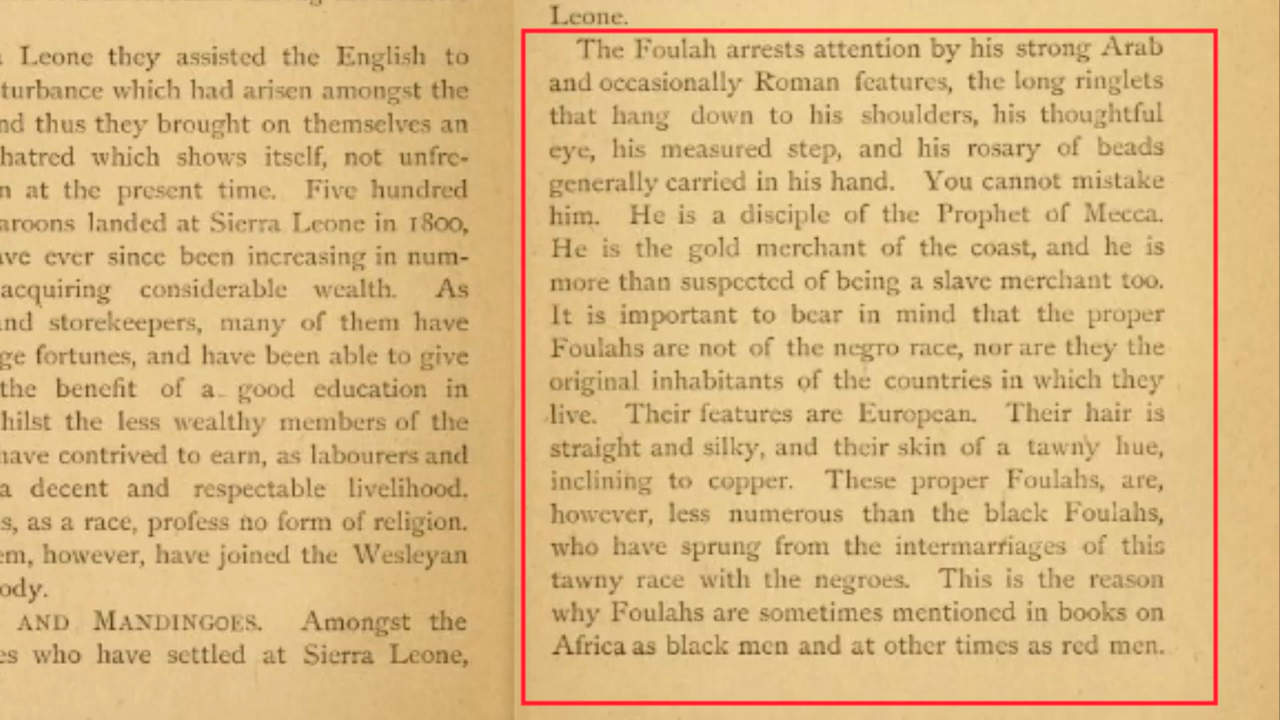 Leone they assisted the English to
turbance which had arisen amongst the
nd thus they brought on themselves an
hatred which shows itself, not unfre-
n at the present time. Five hundred
aroons landed at Sierra Leone in 1800,
ave ever since been increasing in num-
acquiring considerable wealth. As
and storekeepers, many of them have
ge fortunes, and have been able to give
the benefit of a good education in
hilst the less wealthy members of the
have contrived to earn, as labourers and
a decent and respectable livelihood.
s, as a race, profess no form of religion.
em, however, have joined the Wesleyan
ody.
AND MANDINGOES. Amongst the
es who have settled at Sierra Leone,
Leone.
The Foulah arrests attention by his strong Arab
and occasionally Roman features, the long ringlets
that hang down to his shoulders, his thoughtful
eye, his measured step, and his rosary of beads
generally carried in his hand. You cannot mistake
him. He is a disciple of the Prophet of Mecca.
He is the gold merchant of the coast, and he is
more than suspected of being a slave merchant too.
It is important to bear in mind that the proper
Foulahs are not of the negro race, nor are they the
original inhabitants of the countries in which they
live. Their features are European. Their hair is
straight and silky, and their skin of a tawny hue,
inclining to copper. These proper Foulahs, are,
however, less numerous than the black Foulahs,
who have sprung from the intermarriages of this
tawny race with the negroes. This is the reason
why Foulahs are sometimes mentioned in books on
Africa as black men and at other times as red men.